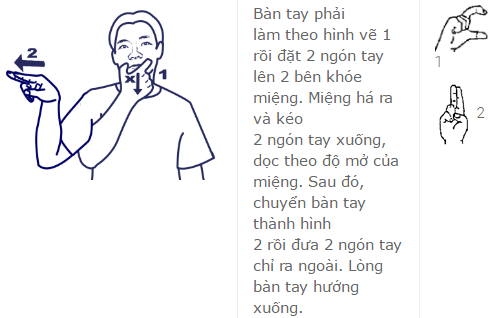 2
x 1
Bàn tay phải
làm theo hình vẽ 1
rồi đặt 2 ngón tay
lên 2 bên khóe
miệng. Miệng há ra
và kéo
2 ngón tay xuống,
dọc theo độ mở của
miệng. Sau đó,
chuyển bàn tay
thành hình
2 rồi đưa 2 ngón tay
chỉ ra ngoài. Lòng
bàn tay hướng
xuống.
1
2